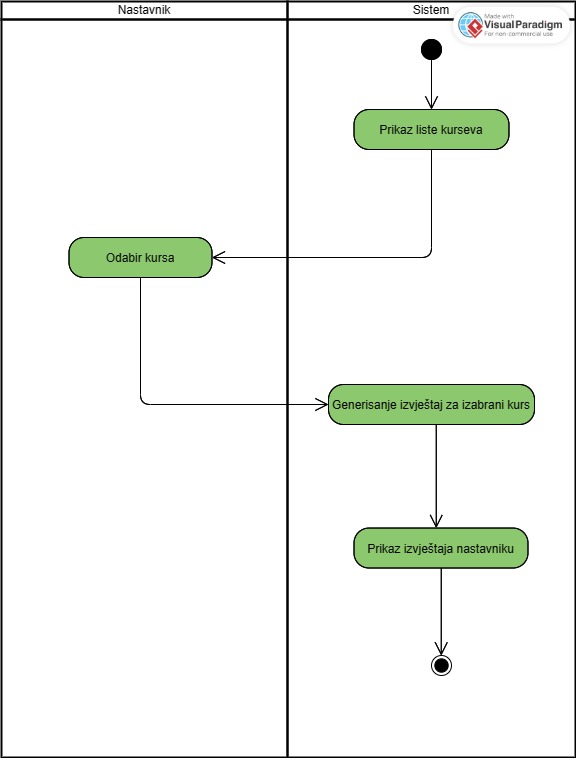 Nastavnik
Sistem
Made with
Visual Paradigm
For non-commercial use
Prikaz liste kurseva
Odabir kursa
Generisanje izvještaj za izabrani kurs
Prikaz izvještaja nastavniku